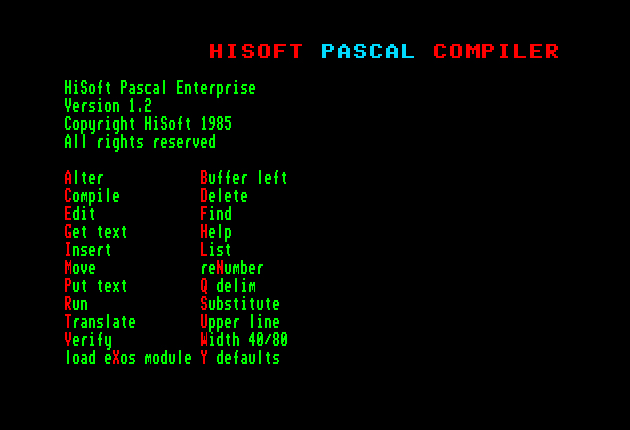 HISOFT PASCAL COMPILER
HiSoft Pascal Enterprise
Version 1.2
Copyright HiSoft 1985
All rights reserved
Alter Buffer left
Compile Delete
Edit Find
Get text Help
Insert List
Move reNumber
Put text Q delim
Run Substitute
Translate Upper line
Verify Width 40/80
load eXos module Y defaults